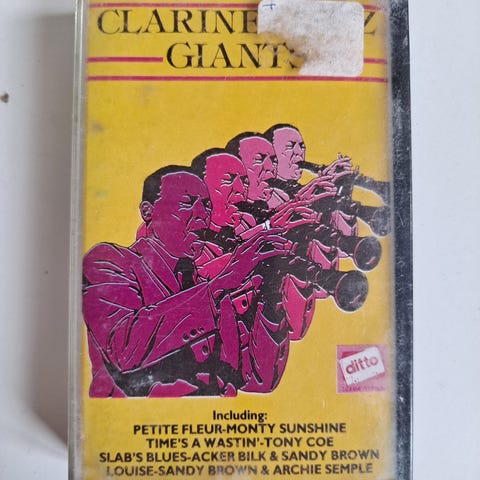 CLARINE Z
GIANTS
ditto
Including:
PETITE FLEUR-MONTY SUNSHINE
TIME'S A WASTIN'-TONY COE
SLAB'S BLUES-ACKER BILK & SANDY BROWN
LOUISE-SANDY BROWN & ARCHIE SEMPLE